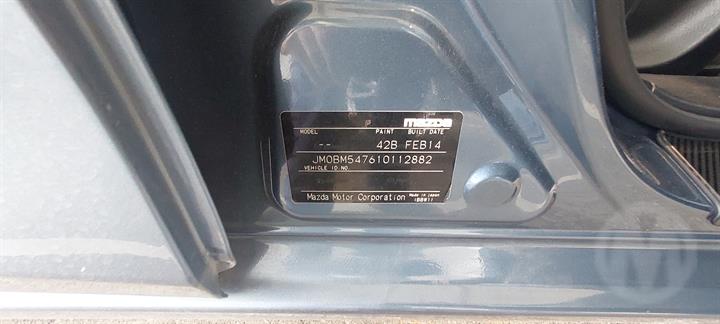 mazda
MODEL PAINT BUILT DATE
-- 42B FEB14
JM0BM547610112882
VEHICLE ID NO.
Mazda Motor Corporation Made in Japan